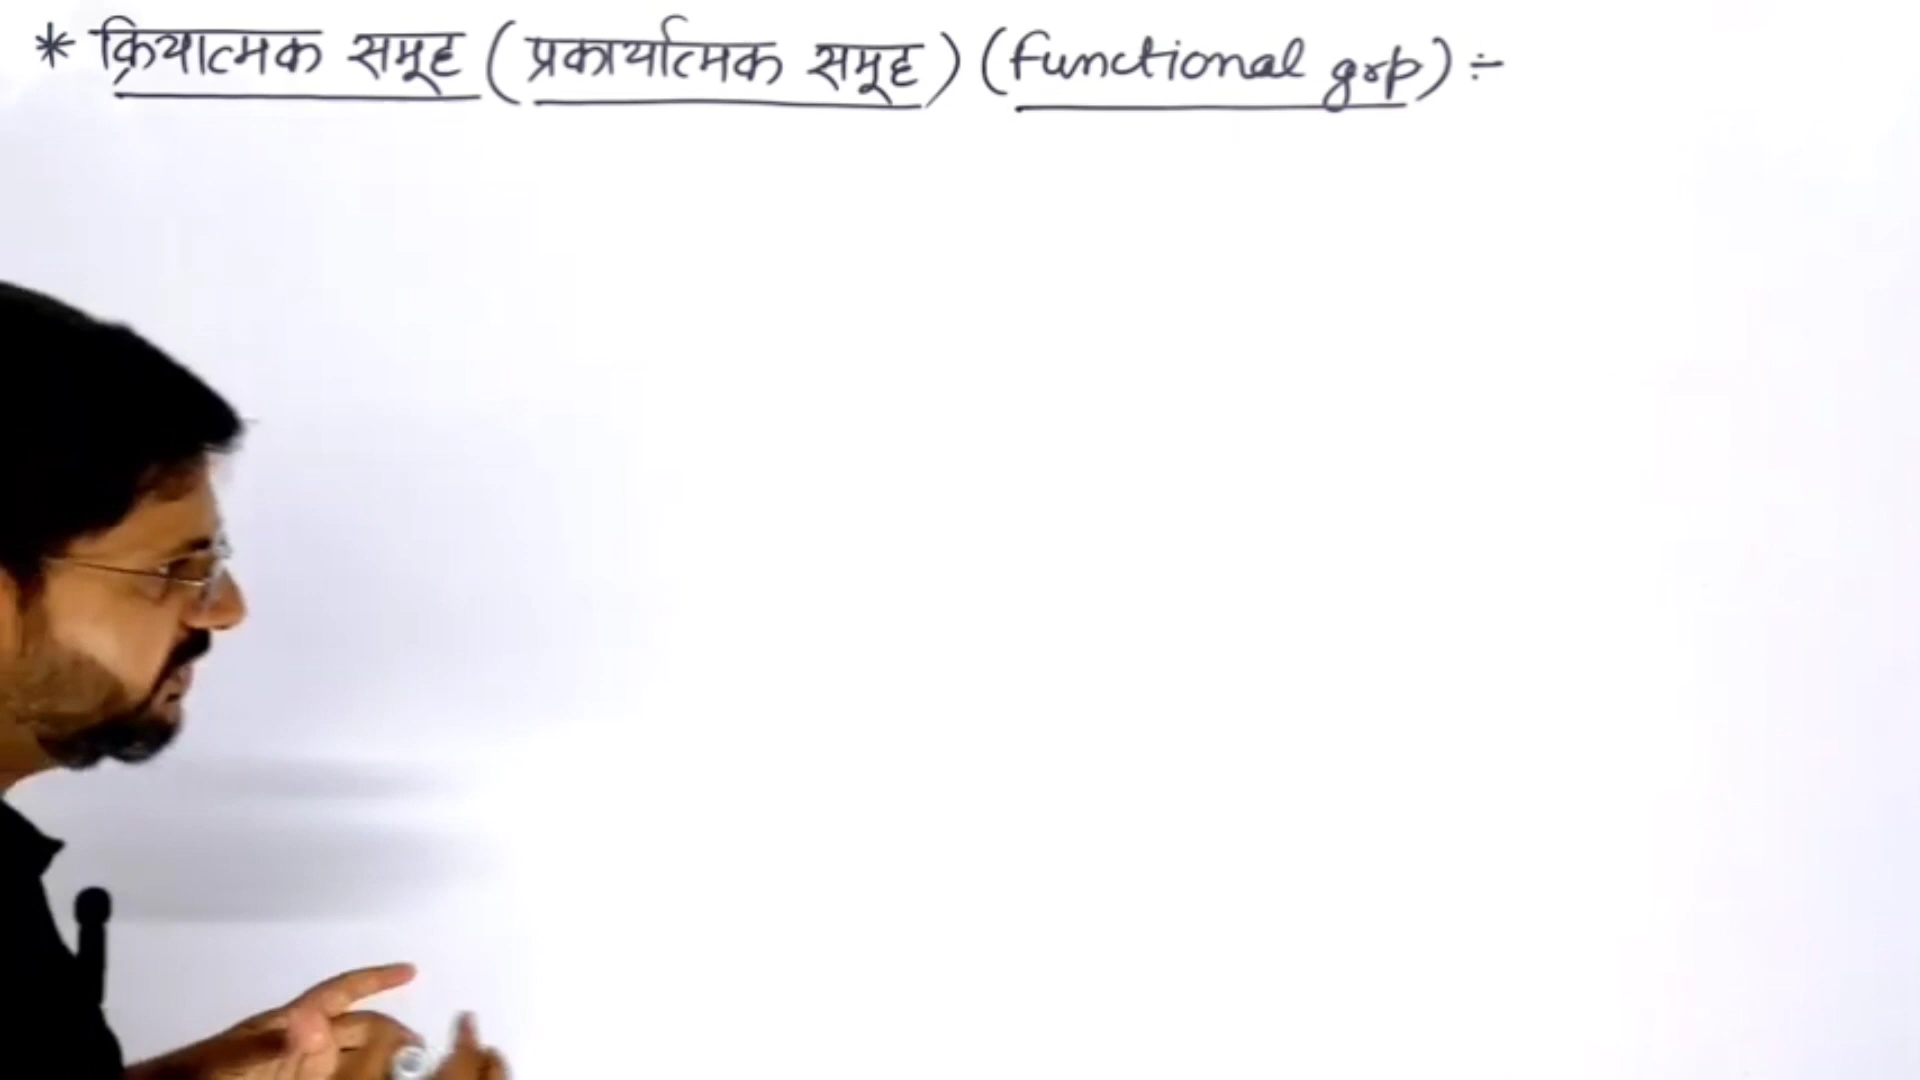 * क्रियात्मक समूह (प्रकार्यात्मक समूह) (functional grp) ÷